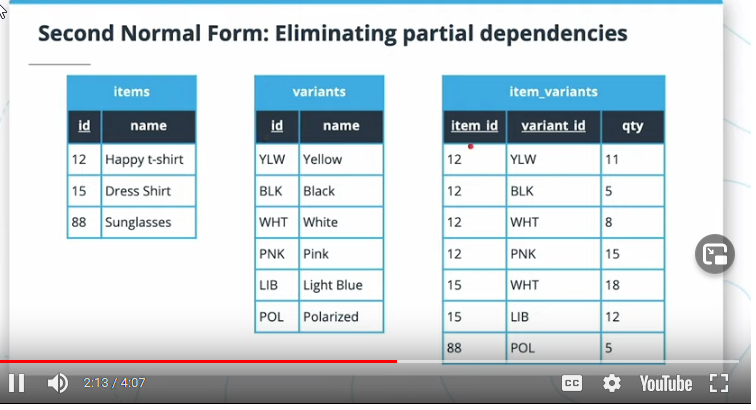 Second Normal Form: Eliminating partial dependencies
items
id name
12 Happy t-shirt
15 Dress Shirt
88 Sunglasses
variants
id name
YLW Yellow
BLK Black
WHT White
PNK Pink
LIB Light Blue
POL Polarized
item_variants
item_id variant_id qty
12 YLW 11
12 BLK 5
12 WHT 8
12 PNK 15
15 WHT 18
15 LIB 12
88 POL 5
2:13 / 4:07
CC
YouTube